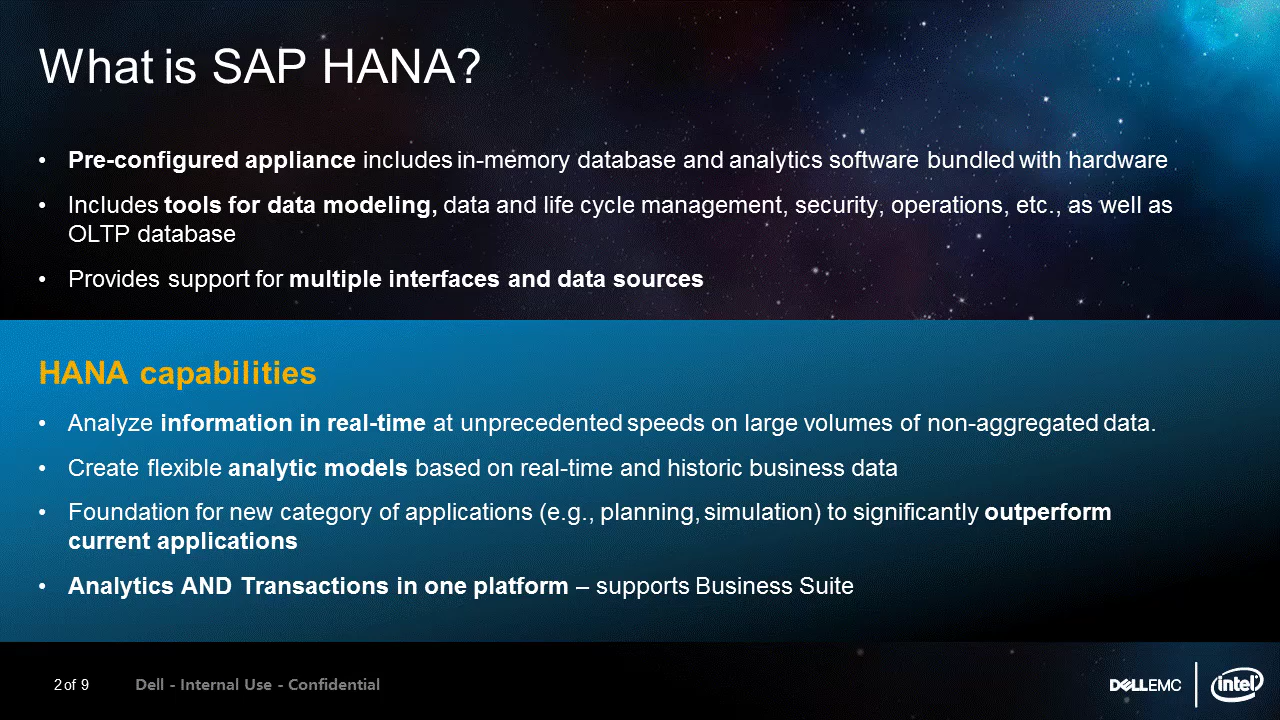 What is SAP HANA?
• Pre-configured appliance includes in-memory database and analytics software bundled with hardware
• Includes tools for data modeling, data and life cycle management, security, operations, etc., as well as
OLTP database
• Provides support for multiple interfaces and data sources
HANA capabilities
• Analyze information in real-time at unprecedented speeds on large volumes of non-aggregated data.
• Create flexible analytic models based on real-time and historic business data
• Foundation for new category of applications (e.g., planning, simulation) to significantly outperform
current applications
• Analytics AND Transactions in one platform – supports Business Suite
2 of 9
Dell - Internal Use - Confidential
DELLEMC
intel